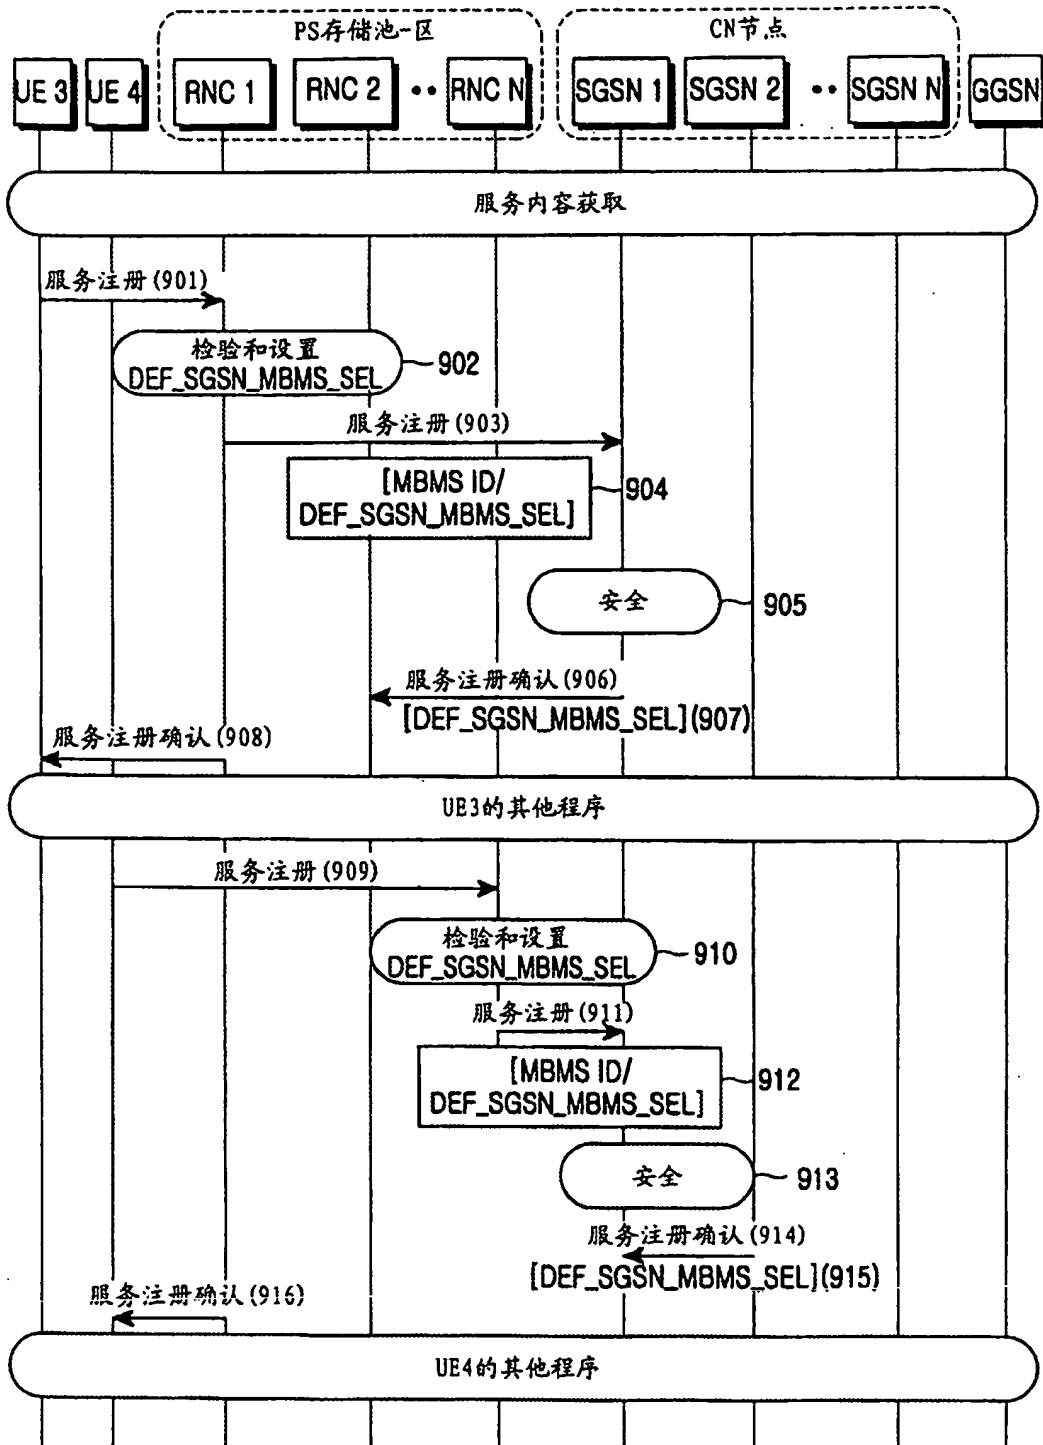 PS存储池-区
CN节点
UE 3
UE 4
RNC 1
RNC 2
RNC N
SGSN 1
SGSN 2
SGSN N
GGSN
服务内容获取
服务注册(901)
检验和设置
DEF_SGSN_MBMS_SEL
902
服务注册(903)
[MBMS ID/
DEF_SGSN_MBMS_SEL]
904
安全
905
服务注册确认(906)
[DEF_SGSN_MBMS_SEL](907)
服务注册确认(908)
UE3的其他程序
服务注册(909)
检验和设置
DEF_SGSN_MBMS_SEL
910
服务注册(911)
[MBMS ID/
DEF_SGSN_MBMS_SEL]
912
安全
913
服务注册确认(914)
[DEF_SGSN_MBMS_SEL](915)
服务注册确认(916)
UE4的其他程序